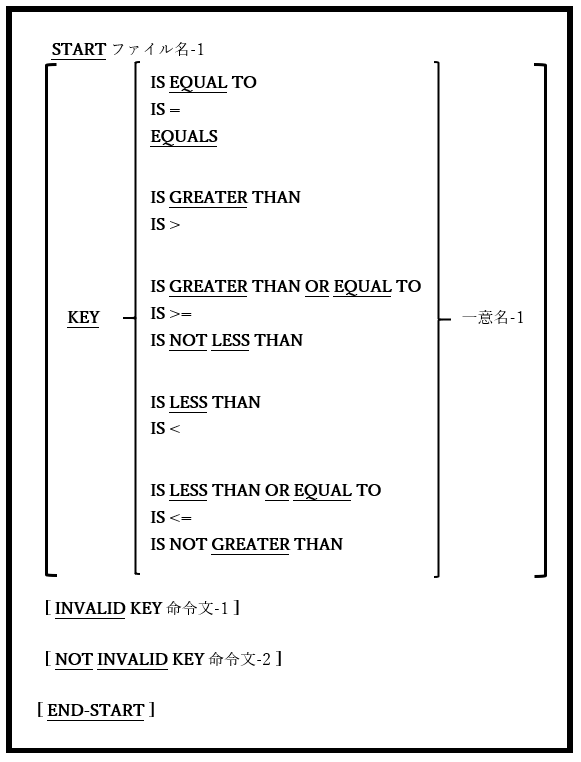 START ファイル名-1
IS EQUAL TO
IS =
EQUALS
IS GREATER THAN
IS >
IS GREATER THAN OR EQUAL TO
KEY IS >= 一意名-1
IS NOT LESS THAN
IS LESS THAN
IS <
IS LESS THAN OR EQUAL TO
IS <=
IS NOT GREATER THAN
[ INVALID KEY 命令文-1 ]
[ NOT INVALID KEY 命令文-2 ]
[ END-START ]